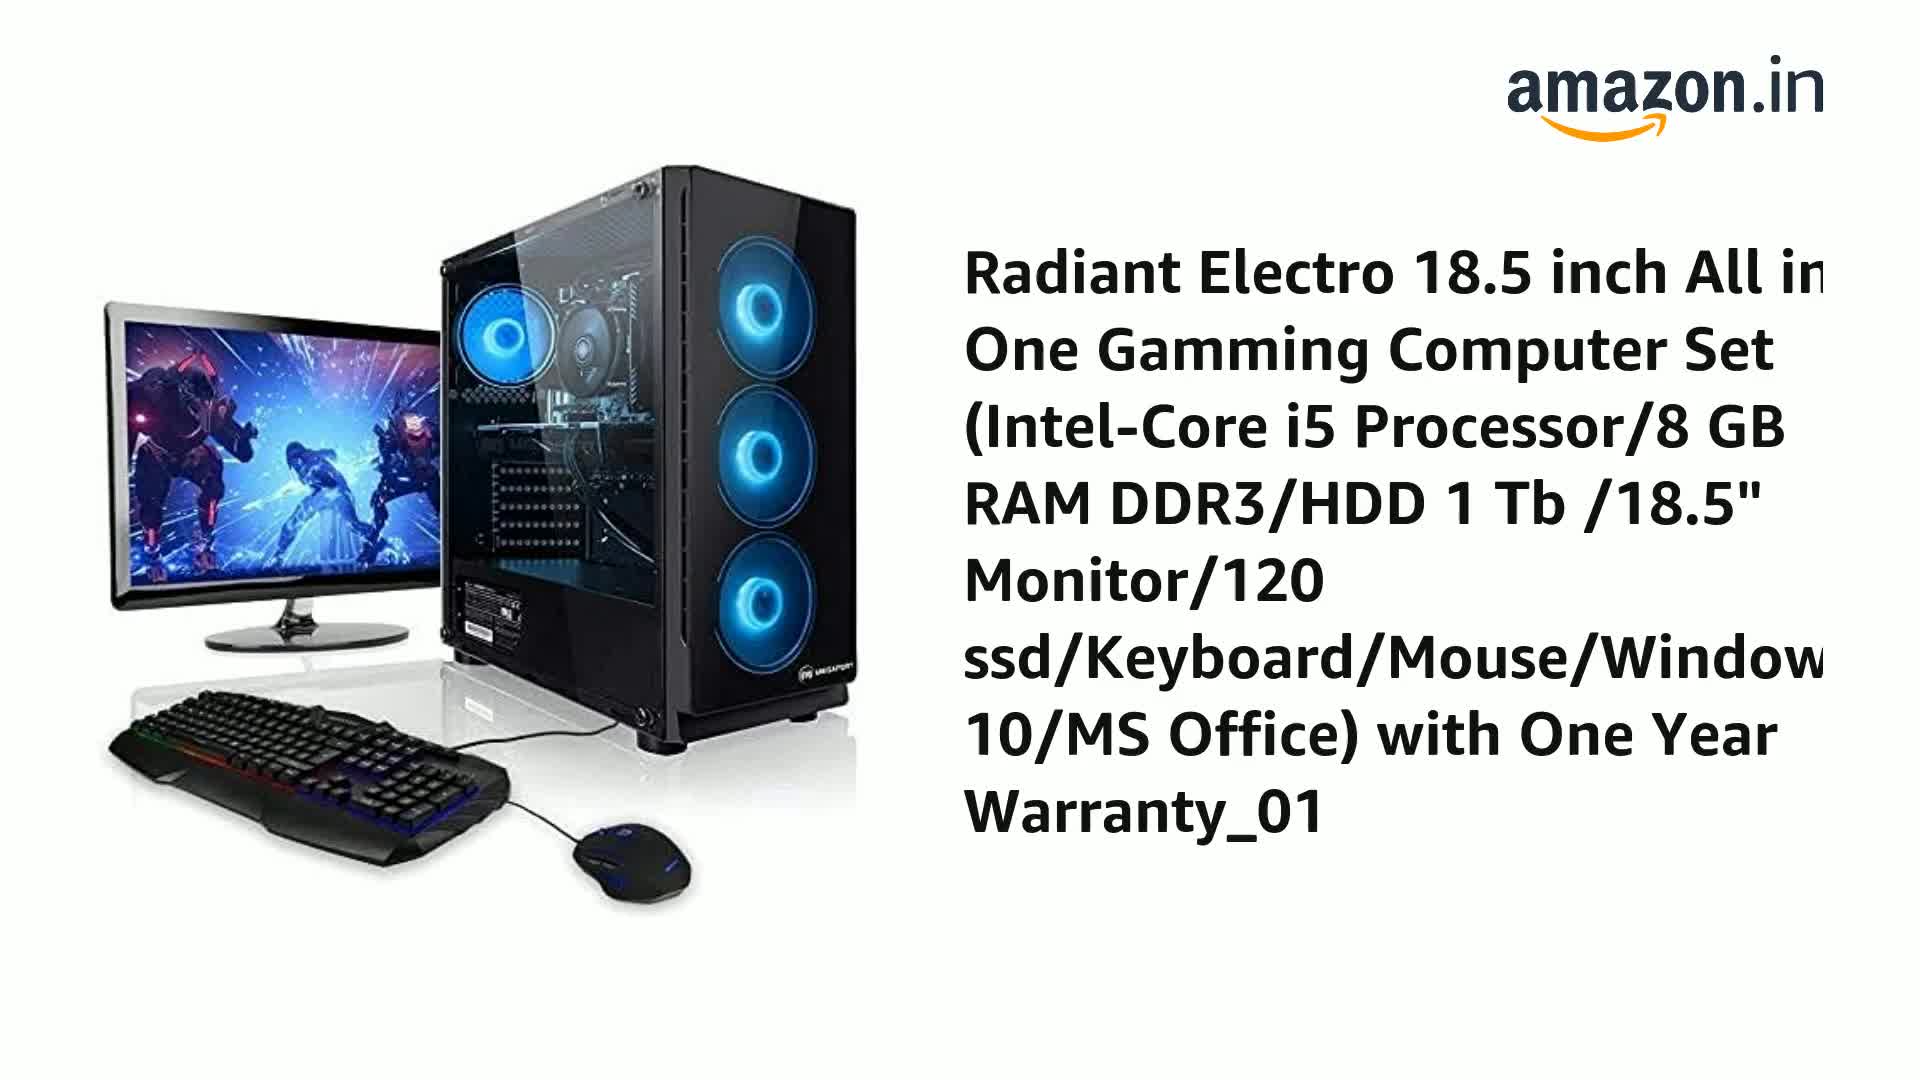 amazon.in
Radiant Electro 18.5 inch All in
One Gamming Computer Set
(Intel-Core i5 Processor/8 GB
RAM DDR3/HDD 1 Tb /18.5"
Monitor/120
ssd/Keyboard/Mouse/Window
10/MS Office) with One Year
Warranty_01